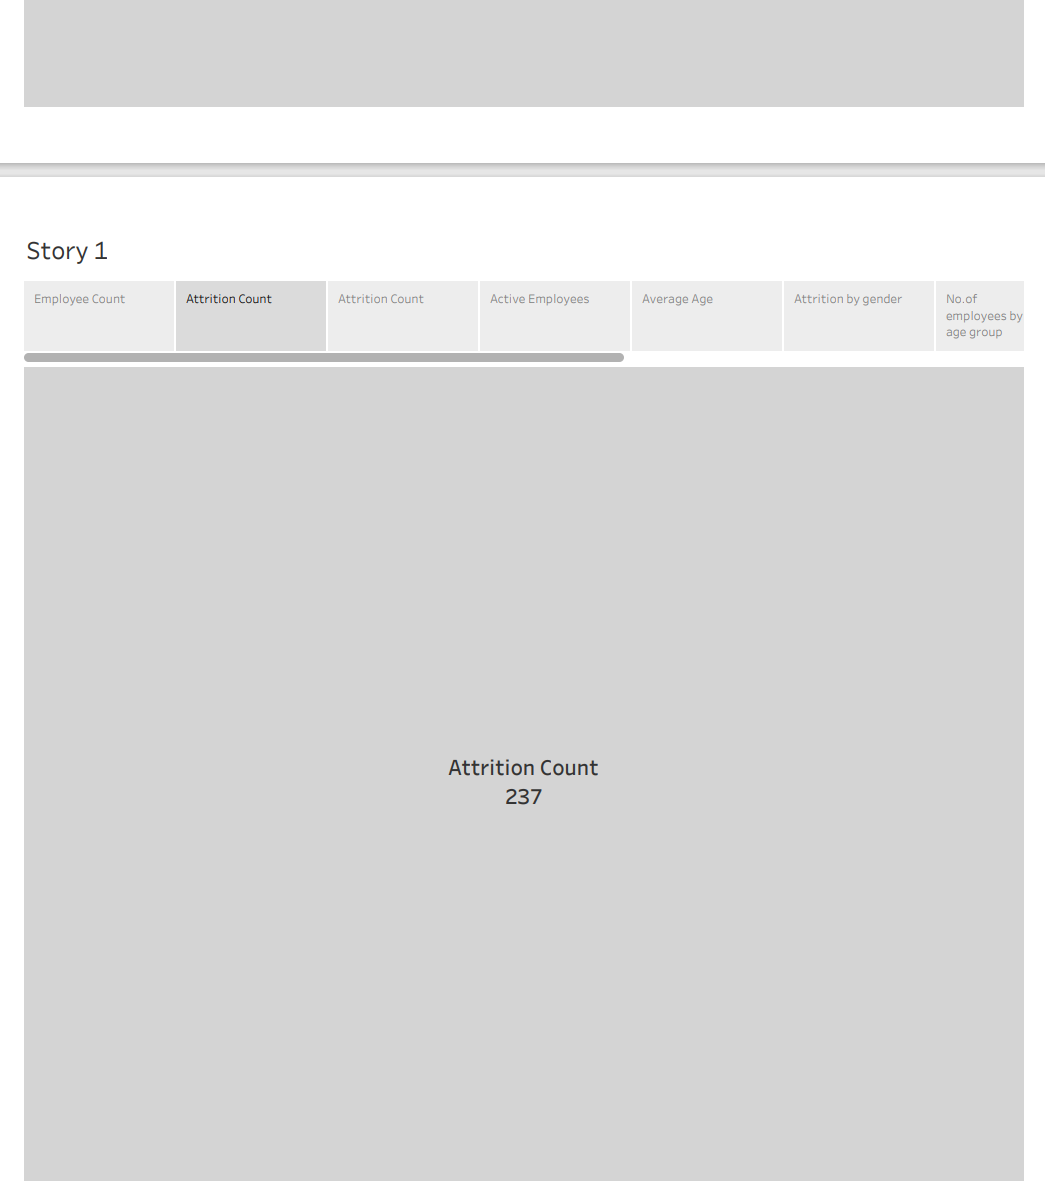 Story 1
Employee Count
Attrition Count
Attrition Count
Active Employees
Average Age
Attrition by gender
No.of
employees by
age group
Attrition Count
237